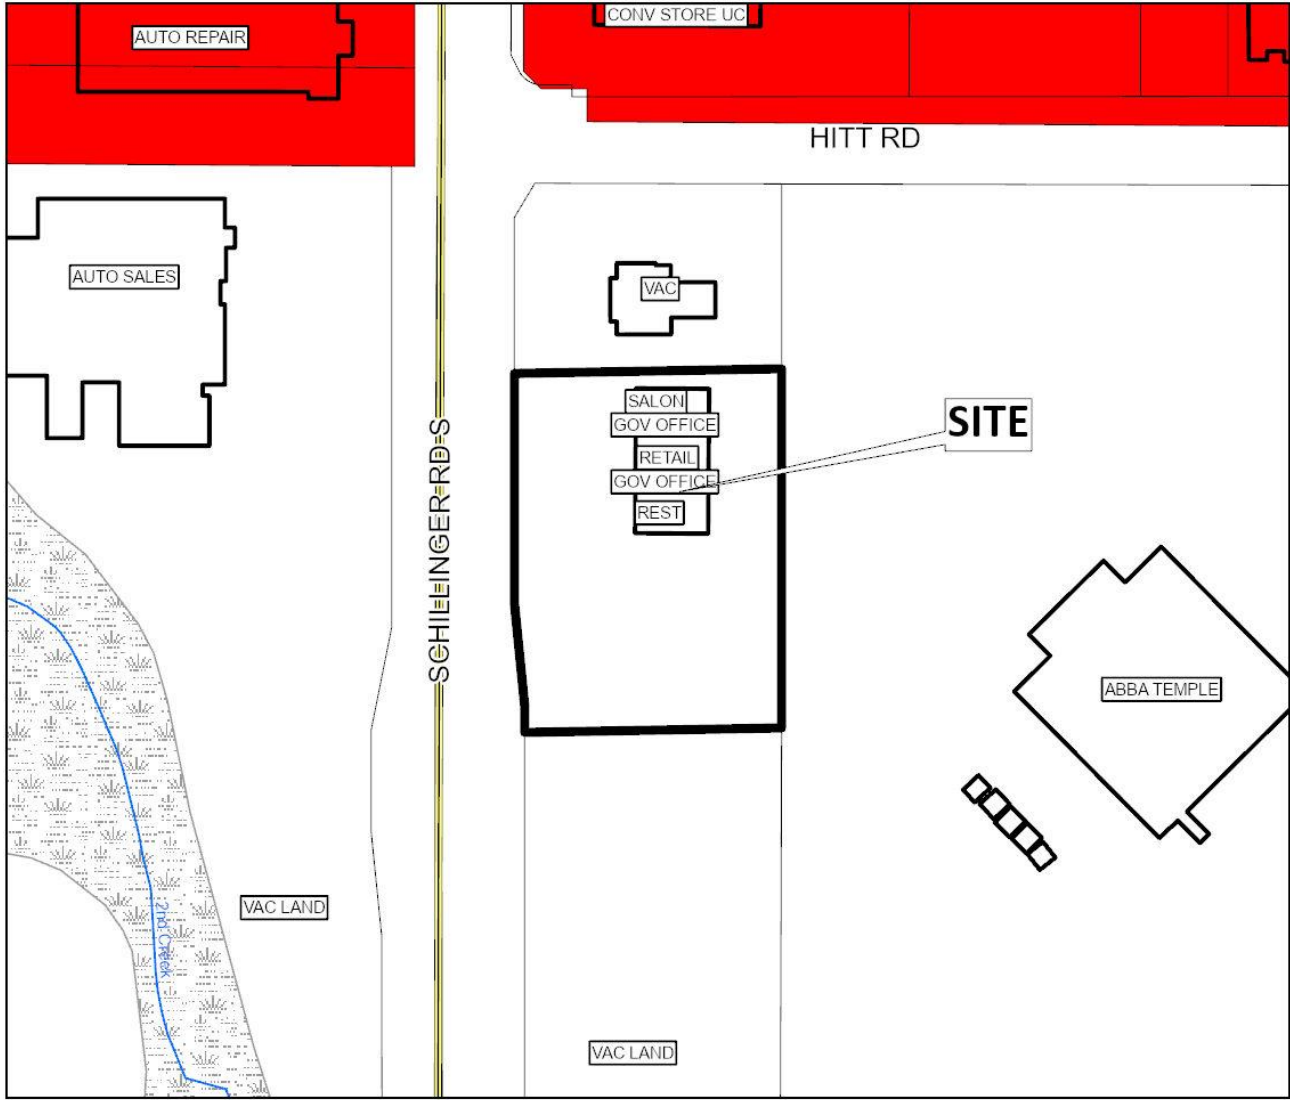 CONV STORE UC
AUTO REPAIR
HITT RD
AUTO SALES
VAC
SALON
GOV OFFICE
SITE
RETAIL
GOV OFFICE
REST
SCHILLINGER RD S
ABBA TEMPLE
VAC LAND
2nd Creek
VAC LAND